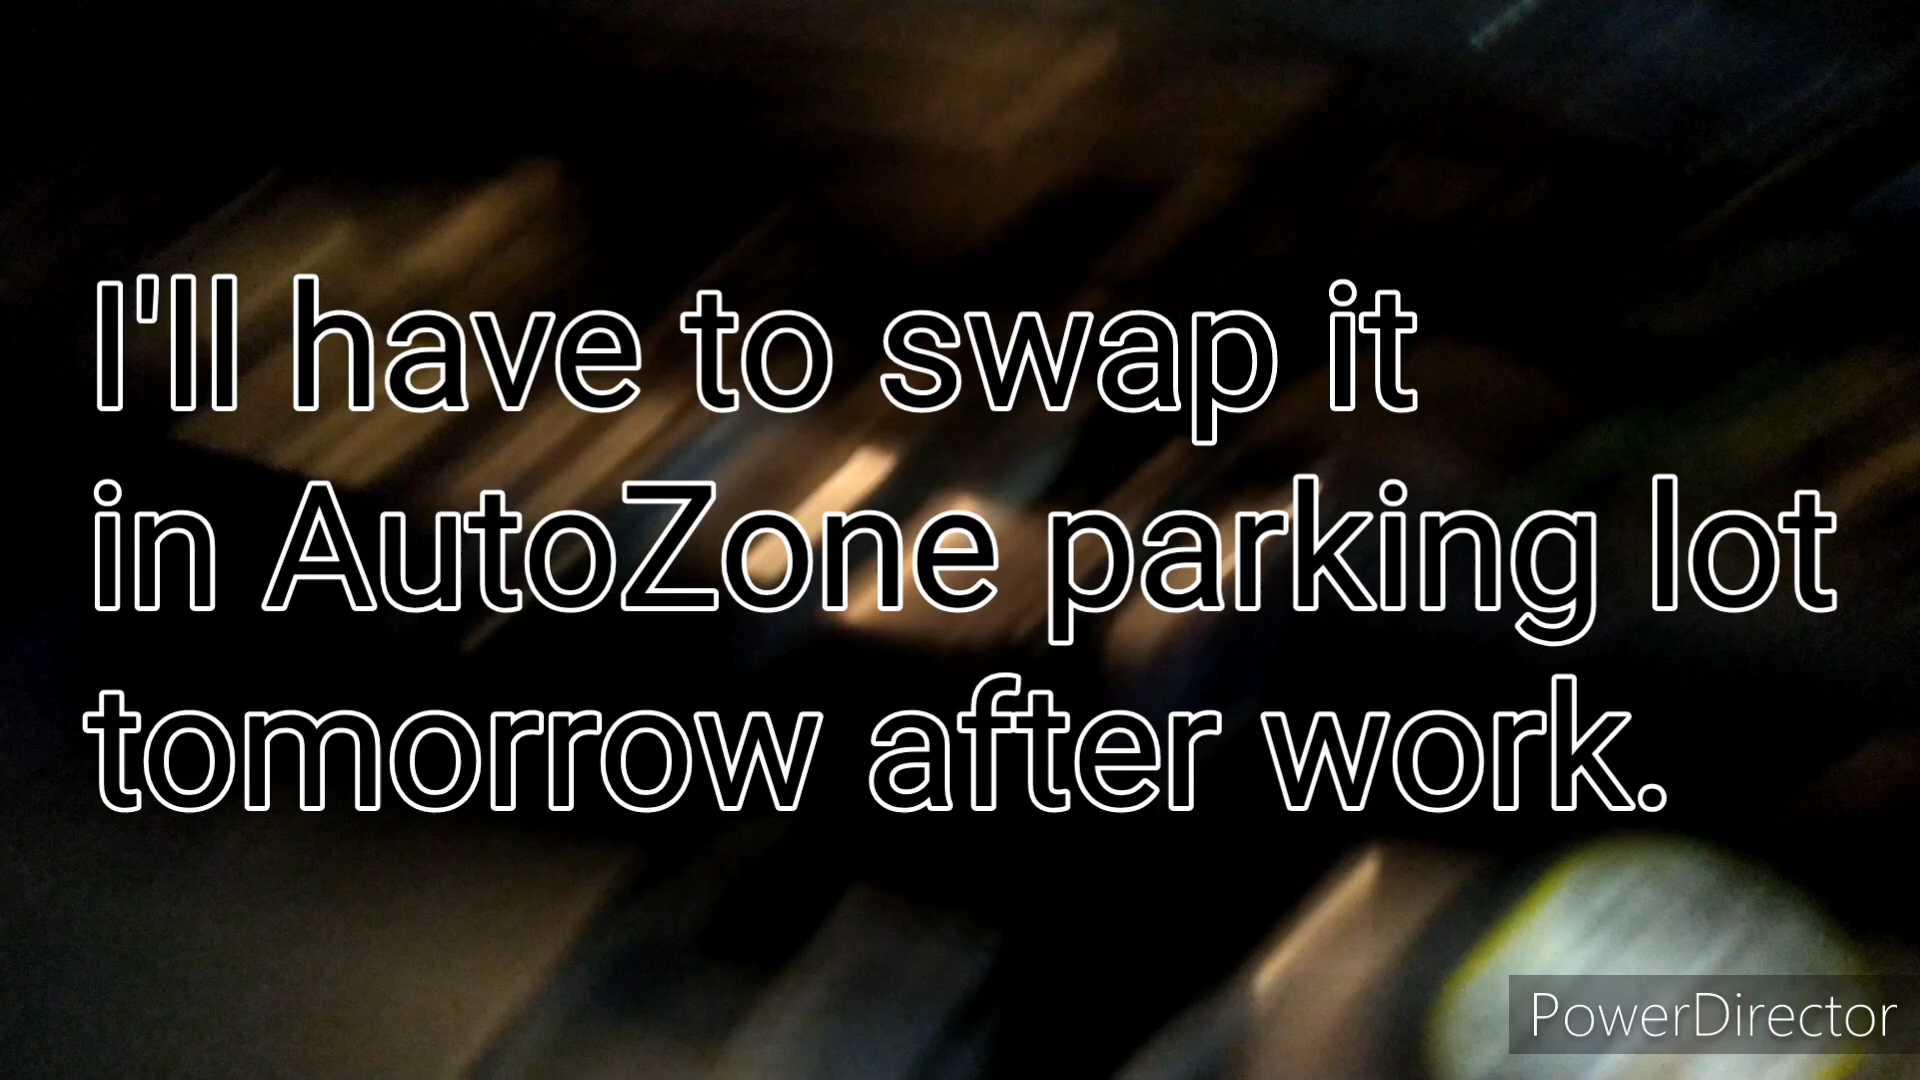 I'll have to swap it
in AutoZone parking lot
tomorrow after work.
PowerDirector